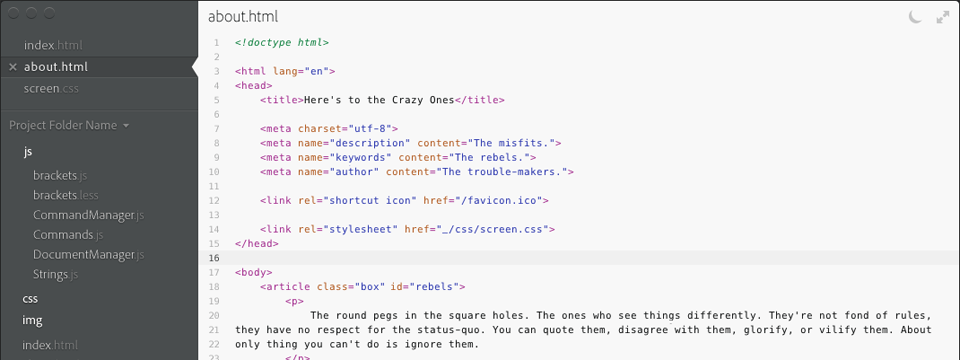 index.html
about.html
screen.css
Project Folder Name
js
brackets.js
brackets.less
CommandManager.js
Commands.js
DocumentManager.js
Strings.js
css
img
index.html
about.html
1 <!doctype html>
2
3 <html lang="en">
4 <head>
5 <title>Here's to the Crazy Ones</title>
6
7 <meta charset="utf-8">
8 <meta name="description" content="The misfits.">
9 <meta name="keywords" content="The rebels.">
10 <meta name="author" content="The trouble-makers.">
11
12 <link rel="shortcut icon" href="/favicon.ico">
13
14 <link rel="stylesheet" href="_/css/screen.css">
15 </head>
16
17 <body>
18 <article class="box" id="rebels">
19 <p>
20 The round pegs in the square holes. The ones who see things differently. They're not fond of rules,
21 they have no respect for the status-quo. You can quote them, disagree with them, glorify, or vilify them. About
22 only thing you can't do is ignore them.
23 </p>